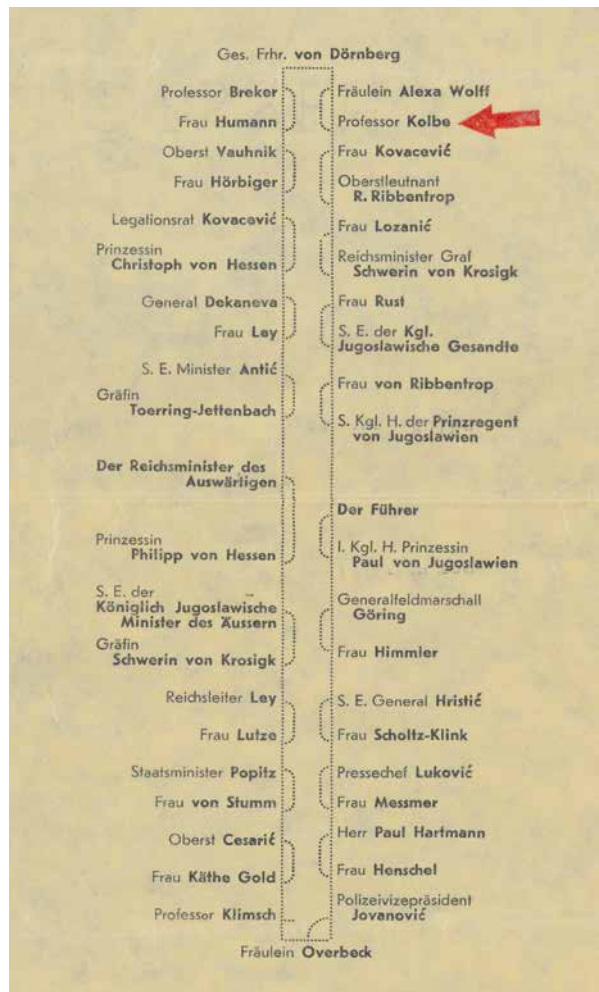 Ges. Frhr. von Dörnberg
Professor Breker
Frau Humann
Oberst Vauhnik
Frau Hörbiger
Legationsrat Kovacević
Prinzessin
Christoph von Hessen
General Dekaneva
Frau Ley
S. E. Minister Antić
Gräfin
Toerring-Jettenbach
Der Reichsminister des
Auswärtigen
Prinzessin
Philipp von Hessen
S. E. der
Königlich Jugoslawische
Minister des Äussern
Gräfin
Schwerin von Krosigk
Reichsleiter Ley
Frau Lutze
Staatsminister Popitz
Frau von Stumm
Oberst Cesarić
Frau Käthe Gold
Professor Klimsch
Fräulein Alexa Wolff
Professor Kolbe
Frau Kovacević
Oberstleutnant
R. Ribbentrop
Frau Lozanić
Reichsminister Graf
Schwerin von Krosigk
Frau Rust
S. E. der Kgl.
Jugoslawische Gesandte
Frau von Ribbentrop
S. Kgl. H. der Prinzregent
von Jugoslawien
Der Führer
I. Kgl. H. Prinzessin
Paul von Jugoslawien
Generalfeldmarschall
Göring
Frau Himmler
S. E. General Hristić
Frau Scholtz-Klink
Pressechef Luković
Frau Messmer
Herr Paul Hartmann
Frau Henschel
Polizeivizepräsident
Jovanović
Fräulein Overbeck